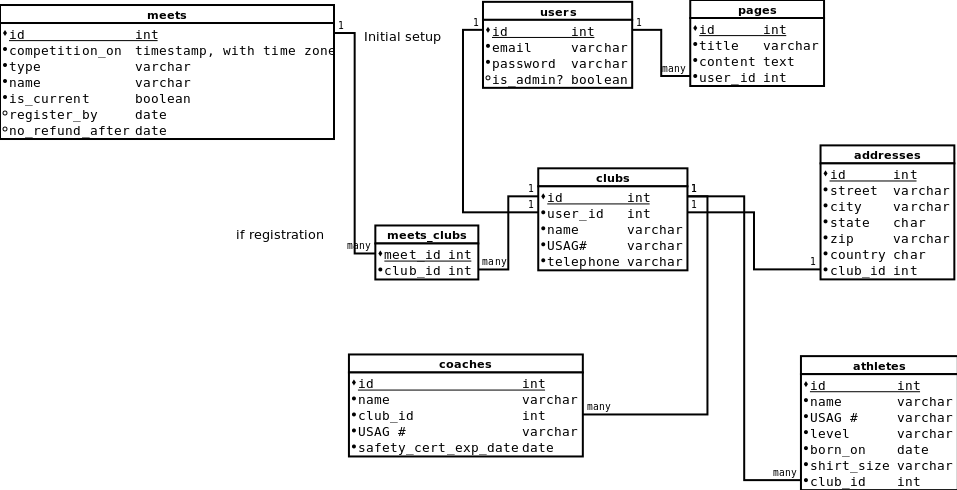 meets
id int
competition_on timestamp, with time zone
type varchar
name varchar
is_current boolean
register_by date
no_refund_after date
1
Initial setup
users
id int
email varchar
password varchar
is_admin? boolean
1
1
pages
id int
title varchar
content text
user_id int
many
clubs
id int
user_id int
name varchar
USAG# varchar
telephone varchar
1
1
1
1
addresses
id int
street varchar
city varchar
state char
zip varchar
country char
club_id int
1
if registration
many
meets_clubs
meet_id int
club_id int
many
coaches
id int
name varchar
club_id int
USAG # varchar
safety_cert_exp_date date
many
athletes
id int
name varchar
USAG # varchar
level varchar
born_on date
shirt_size varchar
club_id int
many